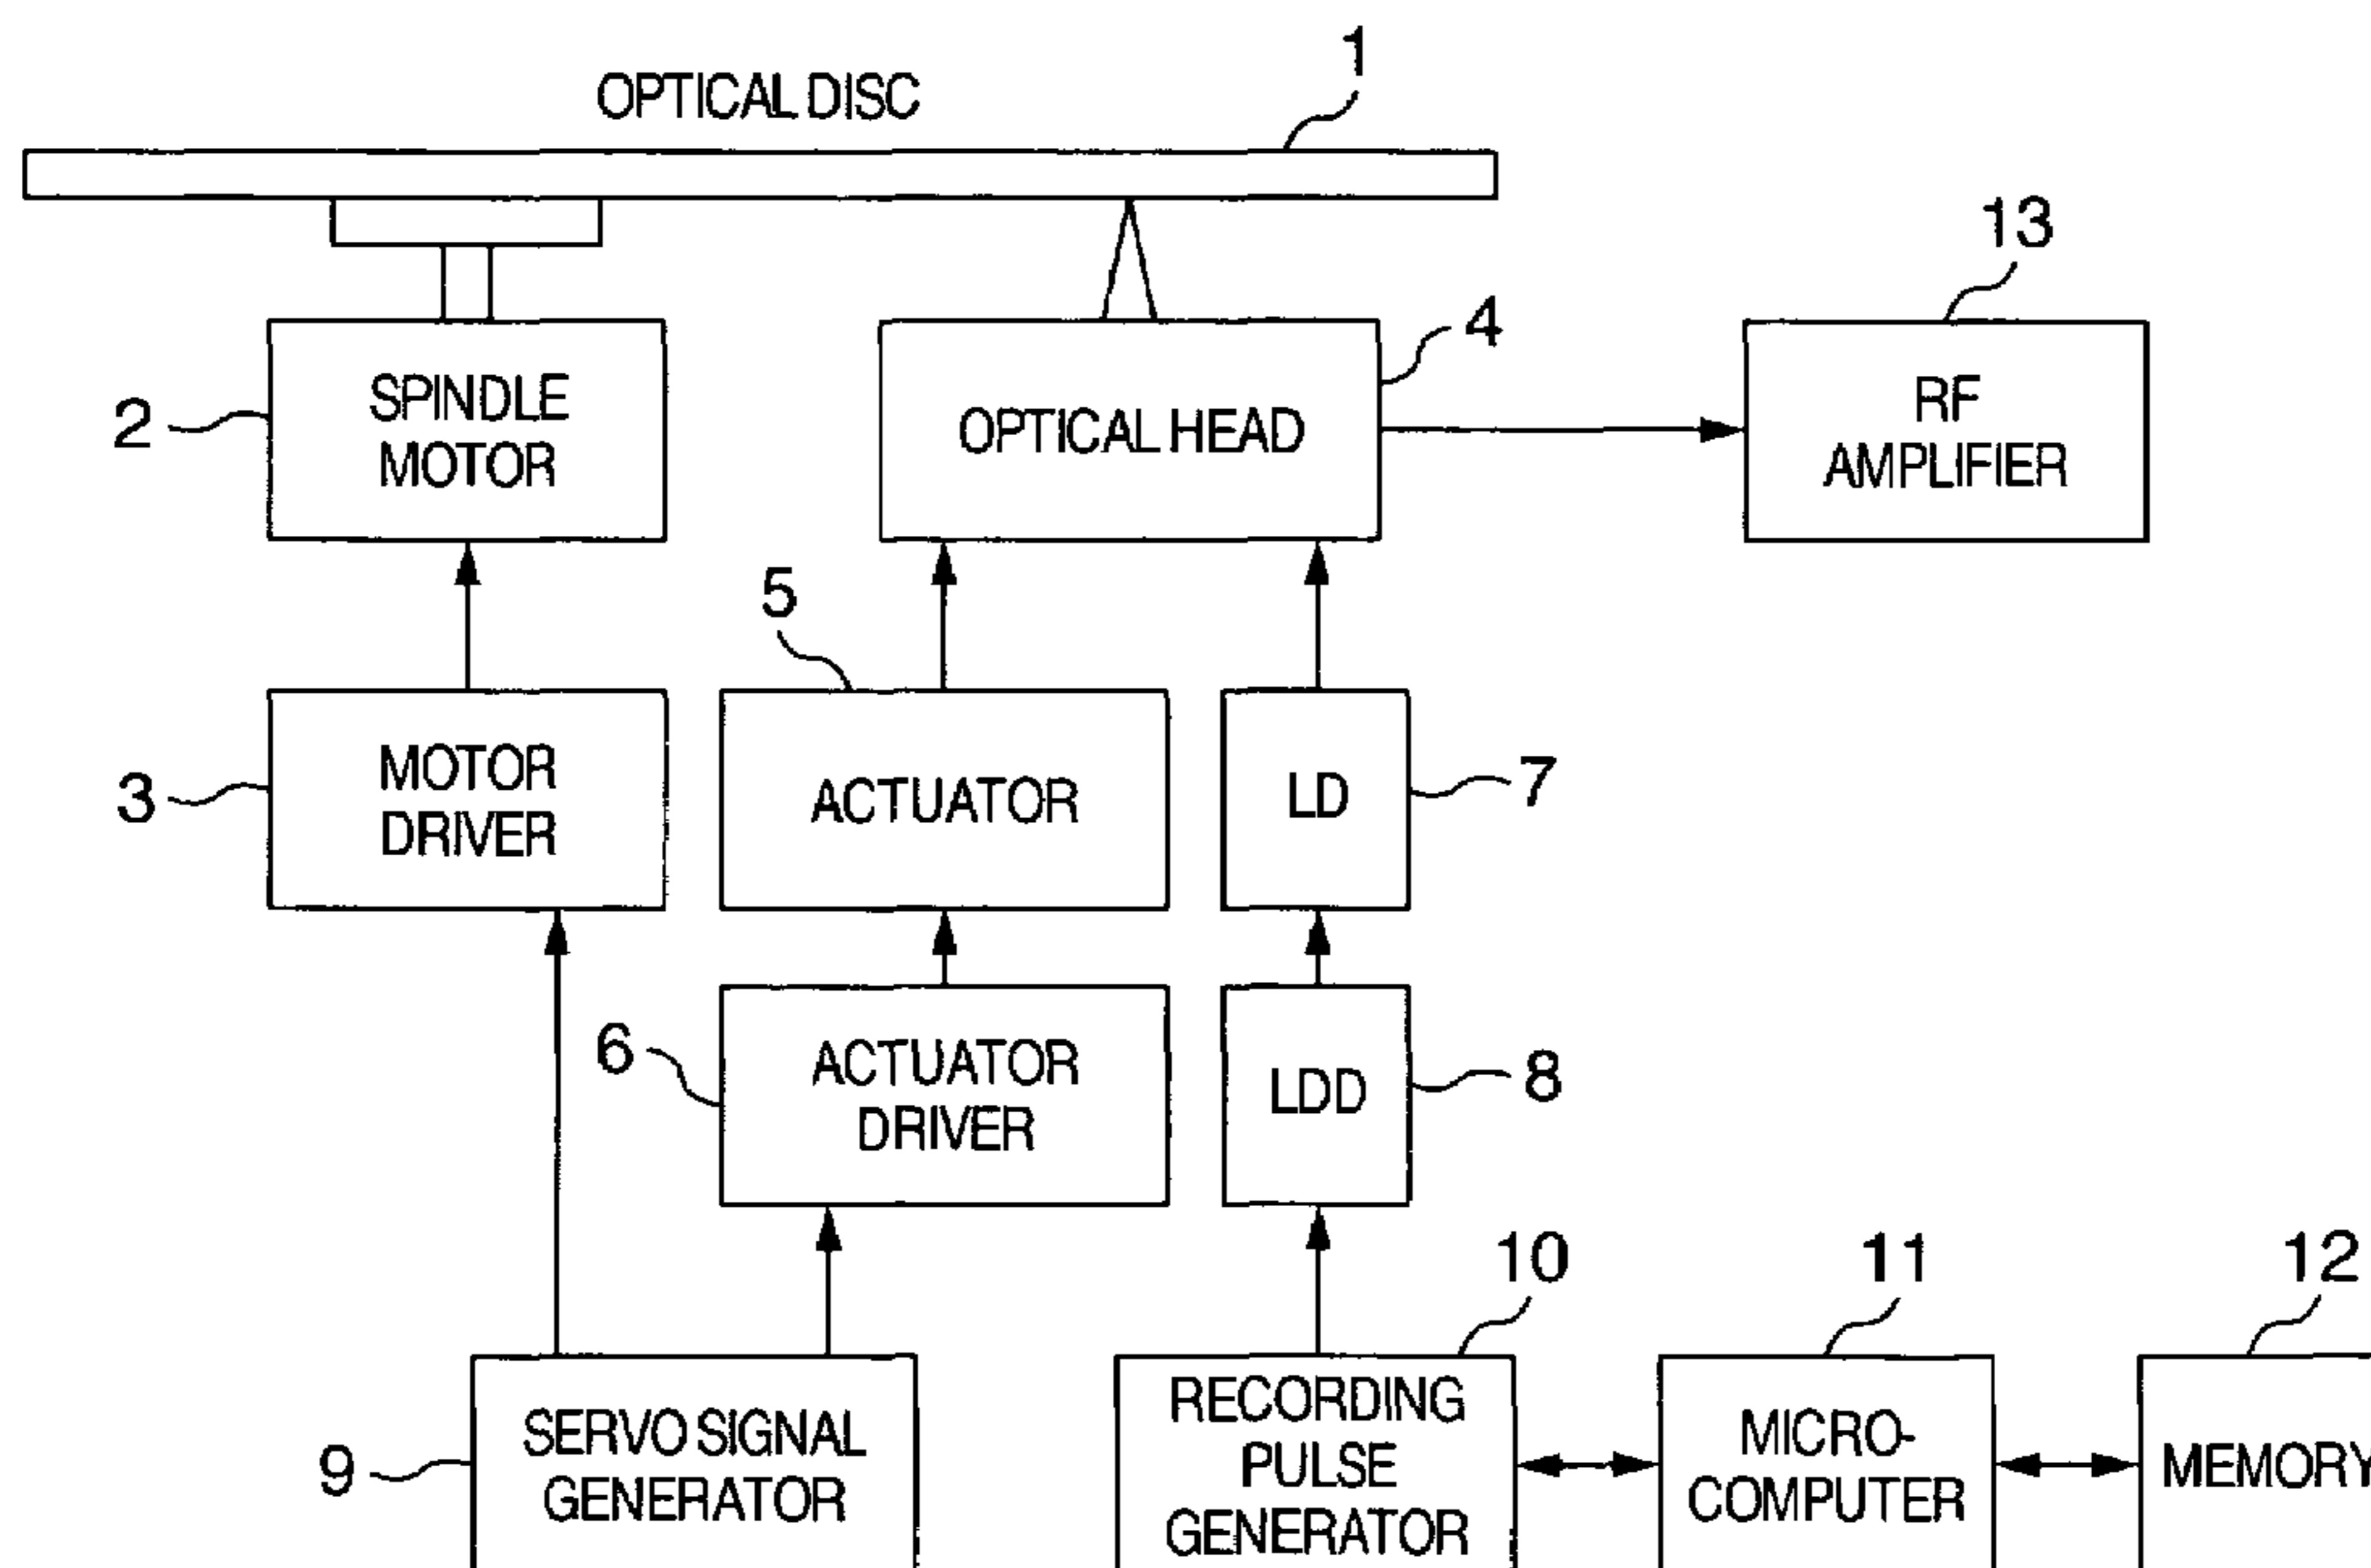 1
OPTICAL DISC
13
4
2
SPINDLE
MOTOR
OPTICAL HEAD
RF
AMPLIFIER
5
3
MOTOR
DRIVER
ACTUATOR
LD
7
6
ACTUATOR
DRIVER
LDD
8
10
11
12
9
SERVO SIGNAL
GENERATOR
RECORDING
PULSE
GENERATOR
MICRO-
COMPUTER
MEMORY